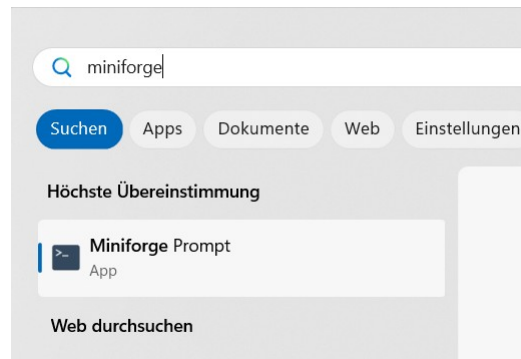 miniforge
Suchen Apps Dokumente Web Einstellungen
Höchste Übereinstimmung
Miniforge Prompt
App
Web durchsuchen